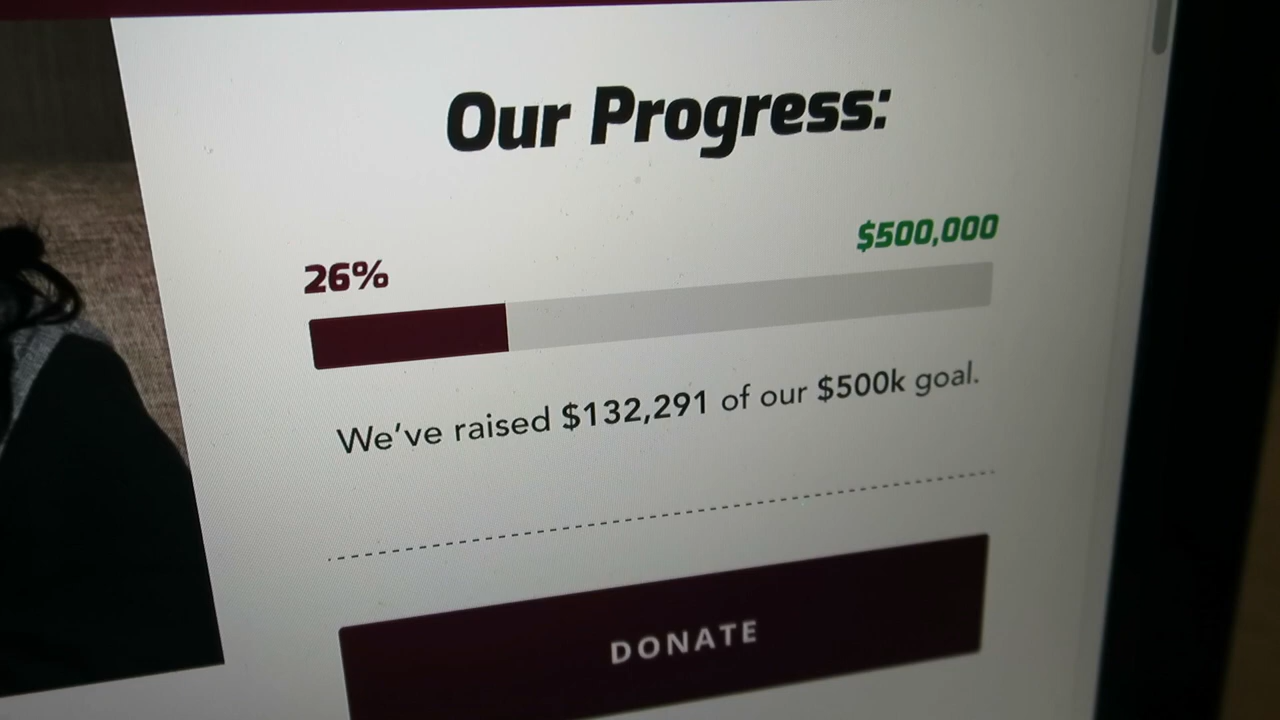 Our Progress:
$500,000
26%
We've raised $132,291 of our $500k goal.
DONATE